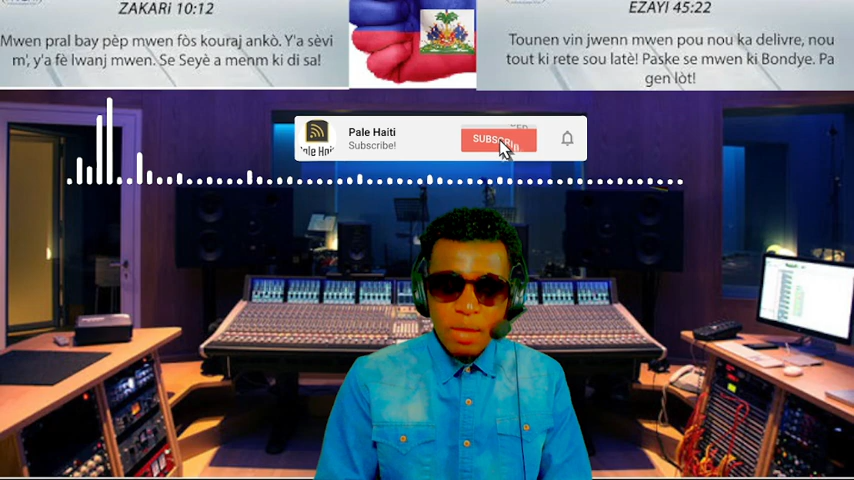 ZAKARi 10:12
Mwen pral bay pèp mwen fòs kouraj ankò. Y'a sèvi
m', y'a fè lwanj mwen. Se Seyè a menm ki di sa!
EZAYI 45:22
Tounen vin jwenn mwen pou nou ka delivre, nou
tout ki rete sou latè! Paske se mwen ki Bondye. Pa
gen lòt!
Pale Haiti
Subscribe!